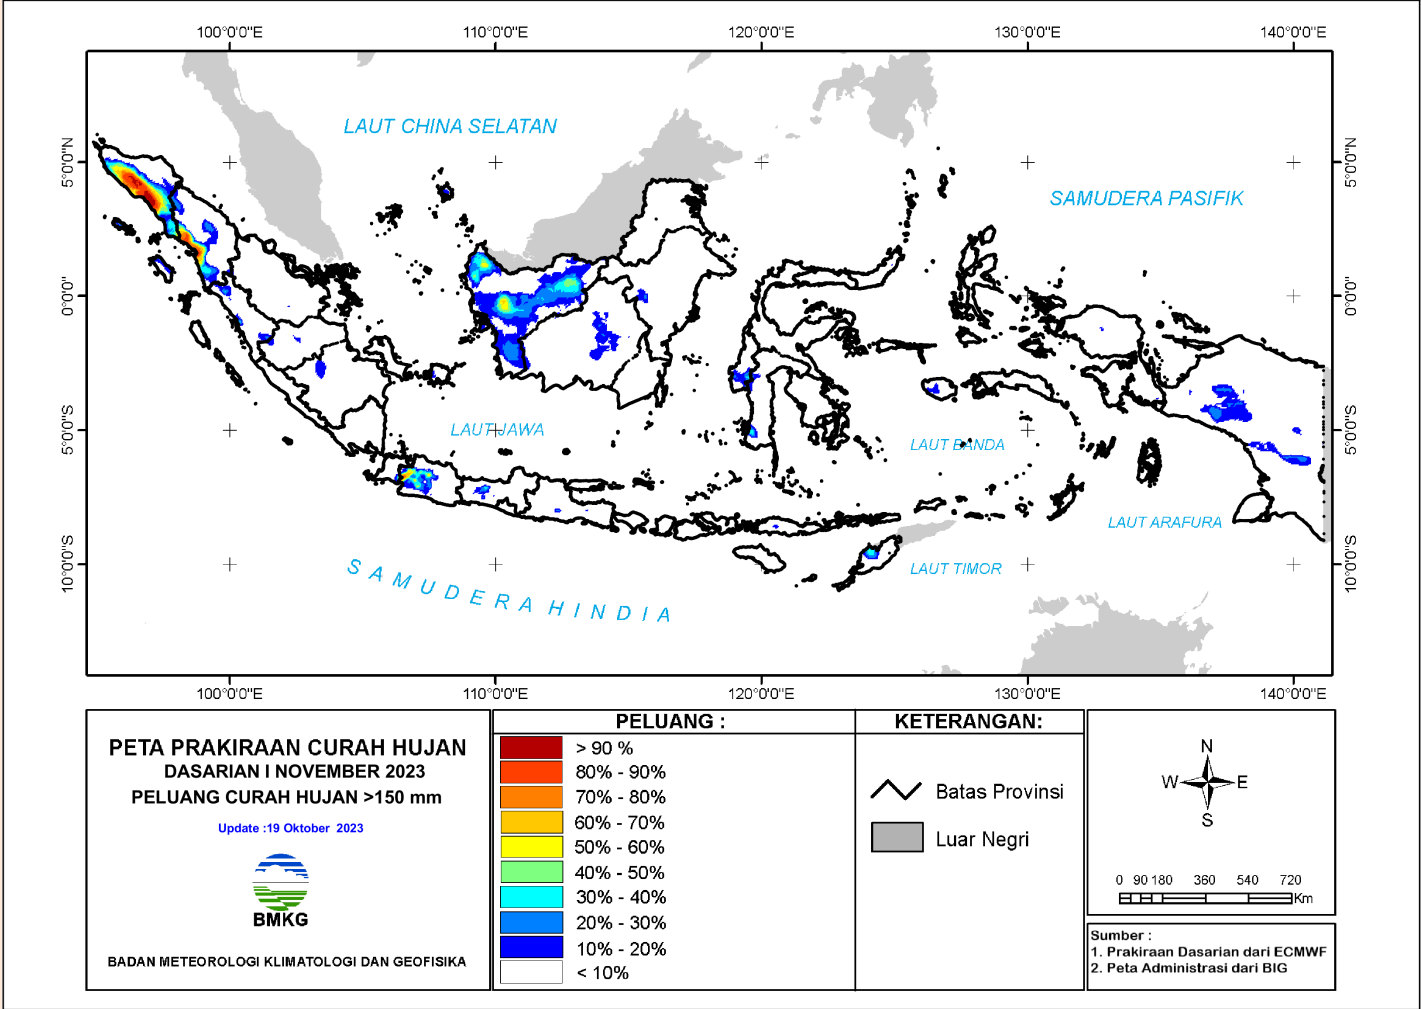 100°0'0"E 110°0'0"E 120°0'0"E 130°0'0"E 140°0'0"E
LAUT CHINA SELATAN
5°0'0"N 5°0'0"N
SAMUDERA PASIFIK
0°0'0" 0°0'0"
LAUT JAWA
5°0'0"S 5°0'0"S
LAUT BANDA
LAUT ARAFURA
10°0'0"S 10°0'0"S
LAUT TIMOR
SAMUDERA HINDIA
100°0'0"E 110°0'0"E 120°0'0"E 130°0'0"E 140°0'0"E
PETA PRAKIRAAN CURAH HUJAN
DASARIAN I NOVEMBER 2023
PELUANG CURAH HUJAN >150 mm
Update :19 Oktober 2023
BMKG
BADAN METEOROLOGI KLIMATOLOGI DAN GEOFISIKA
PELUANG :
> 90 %
80% - 90%
70% - 80%
60% - 70%
50% - 60%
40% - 50%
30% - 40%
20% - 30%
10% - 20%
< 10%
KETERANGAN:
Batas Provinsi
Luar Negri
N
W E
S
0 90 180 360 540 720
Km
Sumber :
1. Prakiraan Dasarian dari ECMWF
2. Peta Administrasi dari BIG